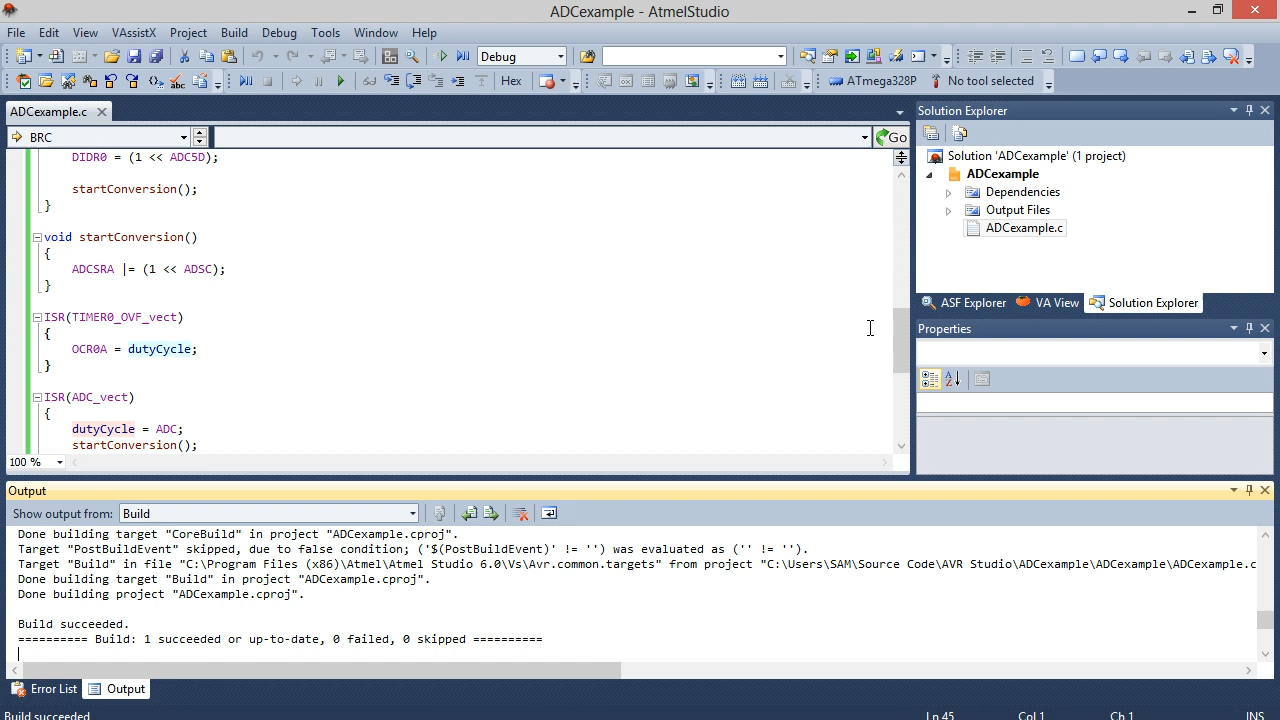 ADCexample - AtmelStudio
File Edit View VAssistX Project Build Debug Tools Window Help
Debug
Hex ATmega328P No tool selected
ADCexample.c
BRC Go
DIDR0 = (1 << ADC5D);
startConversion();
}
void startConversion()
{
ADCSRA |= (1 << ADSC);
}
ISR(TIMER0_OVF_vect)
{
OCR0A = dutyCycle;
}
ISR(ADC_vect)
{
dutyCycle = ADC;
startConversion();
100 %
Solution Explorer
Solution 'ADCexample' (1 project)
ADCexample
Dependencies
Output Files
ADCexample.c
ASF Explorer VA View Solution Explorer
Properties
Output
Show output from: Build
Done building target "CoreBuild" in project "ADCexample.cproj".
Target "PostBuildEvent" skipped, due to false condition; ('$(PostBuildEvent)' != '') was evaluated as ('' != '').
Target "Build" in file "C:\Program Files (x86)\Atmel\Atmel Studio 6.0\Vs\Avr.common.targets" from project "C:\Users\SAM\Source Code\AVR Studio\ADCexample\ADCexample\ADCexample.c
Done building target "Build" in project "ADCexample.cproj".
Done building project "ADCexample.cproj".
Build succeeded.
========== Build: 1 succeeded or up-to-date, 0 failed, 0 skipped ==========
Error List Output
Build succeeded Ln 45 Col 1 Ch 1 INS